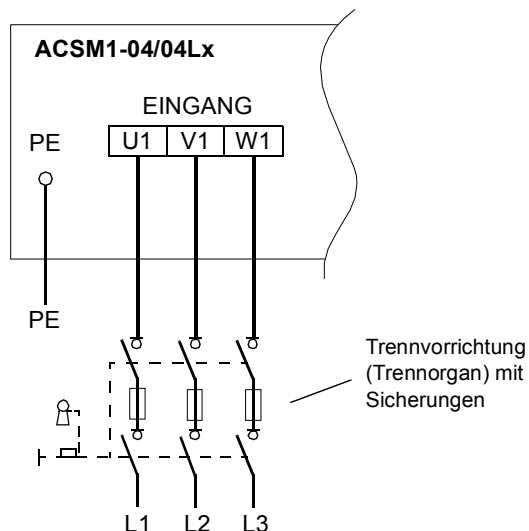 ACSM1-04/04Lx
EINGANG
PE
U1 V1 W1
PE
Trennvorrichtung
(Trennorgan) mit
Sicherungen
L1 L2 L3